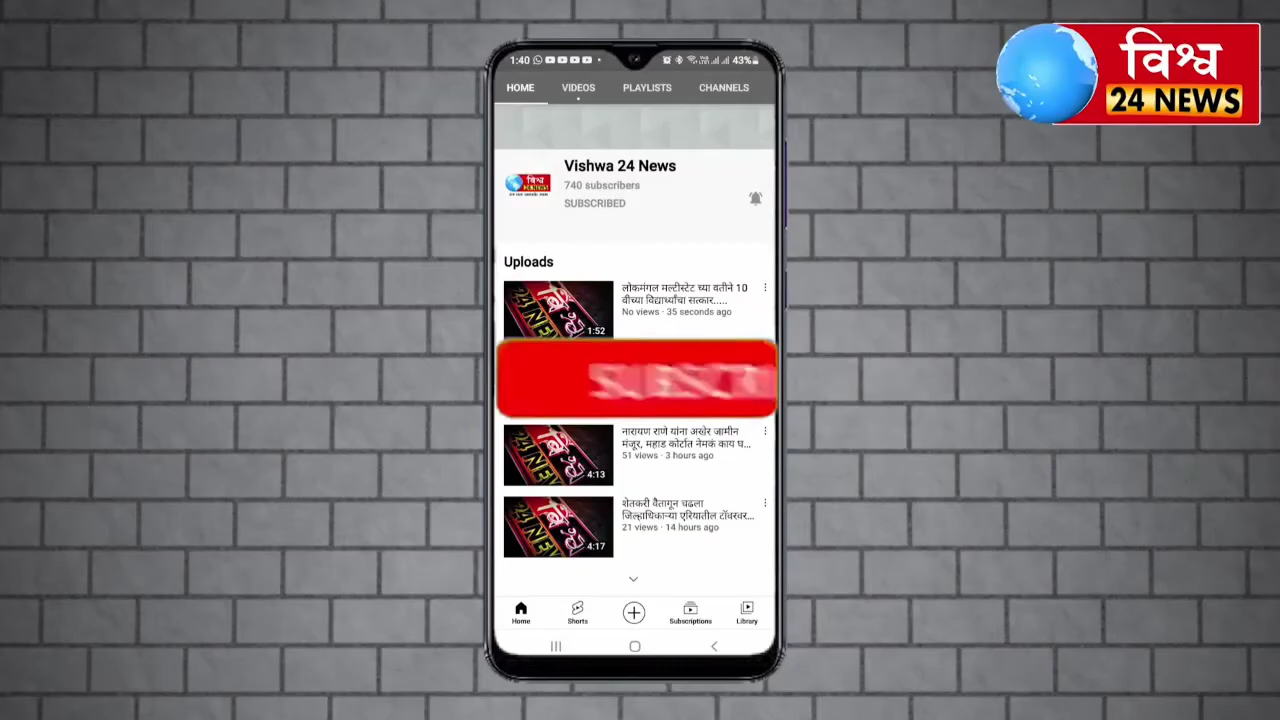 विश्व
24 NEWS
1:40
43%
HOME VIDEOS PLAYLISTS CHANNELS
Vishwa 24 News
740 subscribers
SUBSCRIBED
Uploads
लोकमंगल मल्टीस्टेट च्या वतीने 10
वीच्या विद्यार्थ्यांचा सत्कार.....
No views · 35 seconds ago
1:52
नारायण राणे यांना अखेर जामीन
मंजूर, महाड कोर्टात नेमकं काय घ...
51 views · 3 hours ago
4:13
शेतकरी वैतागून चढला
जिल्हाधिकाऱ्या एरियातील टॉवरवर...
21 views · 14 hours ago
4:17
Home Shorts Subscriptions Library